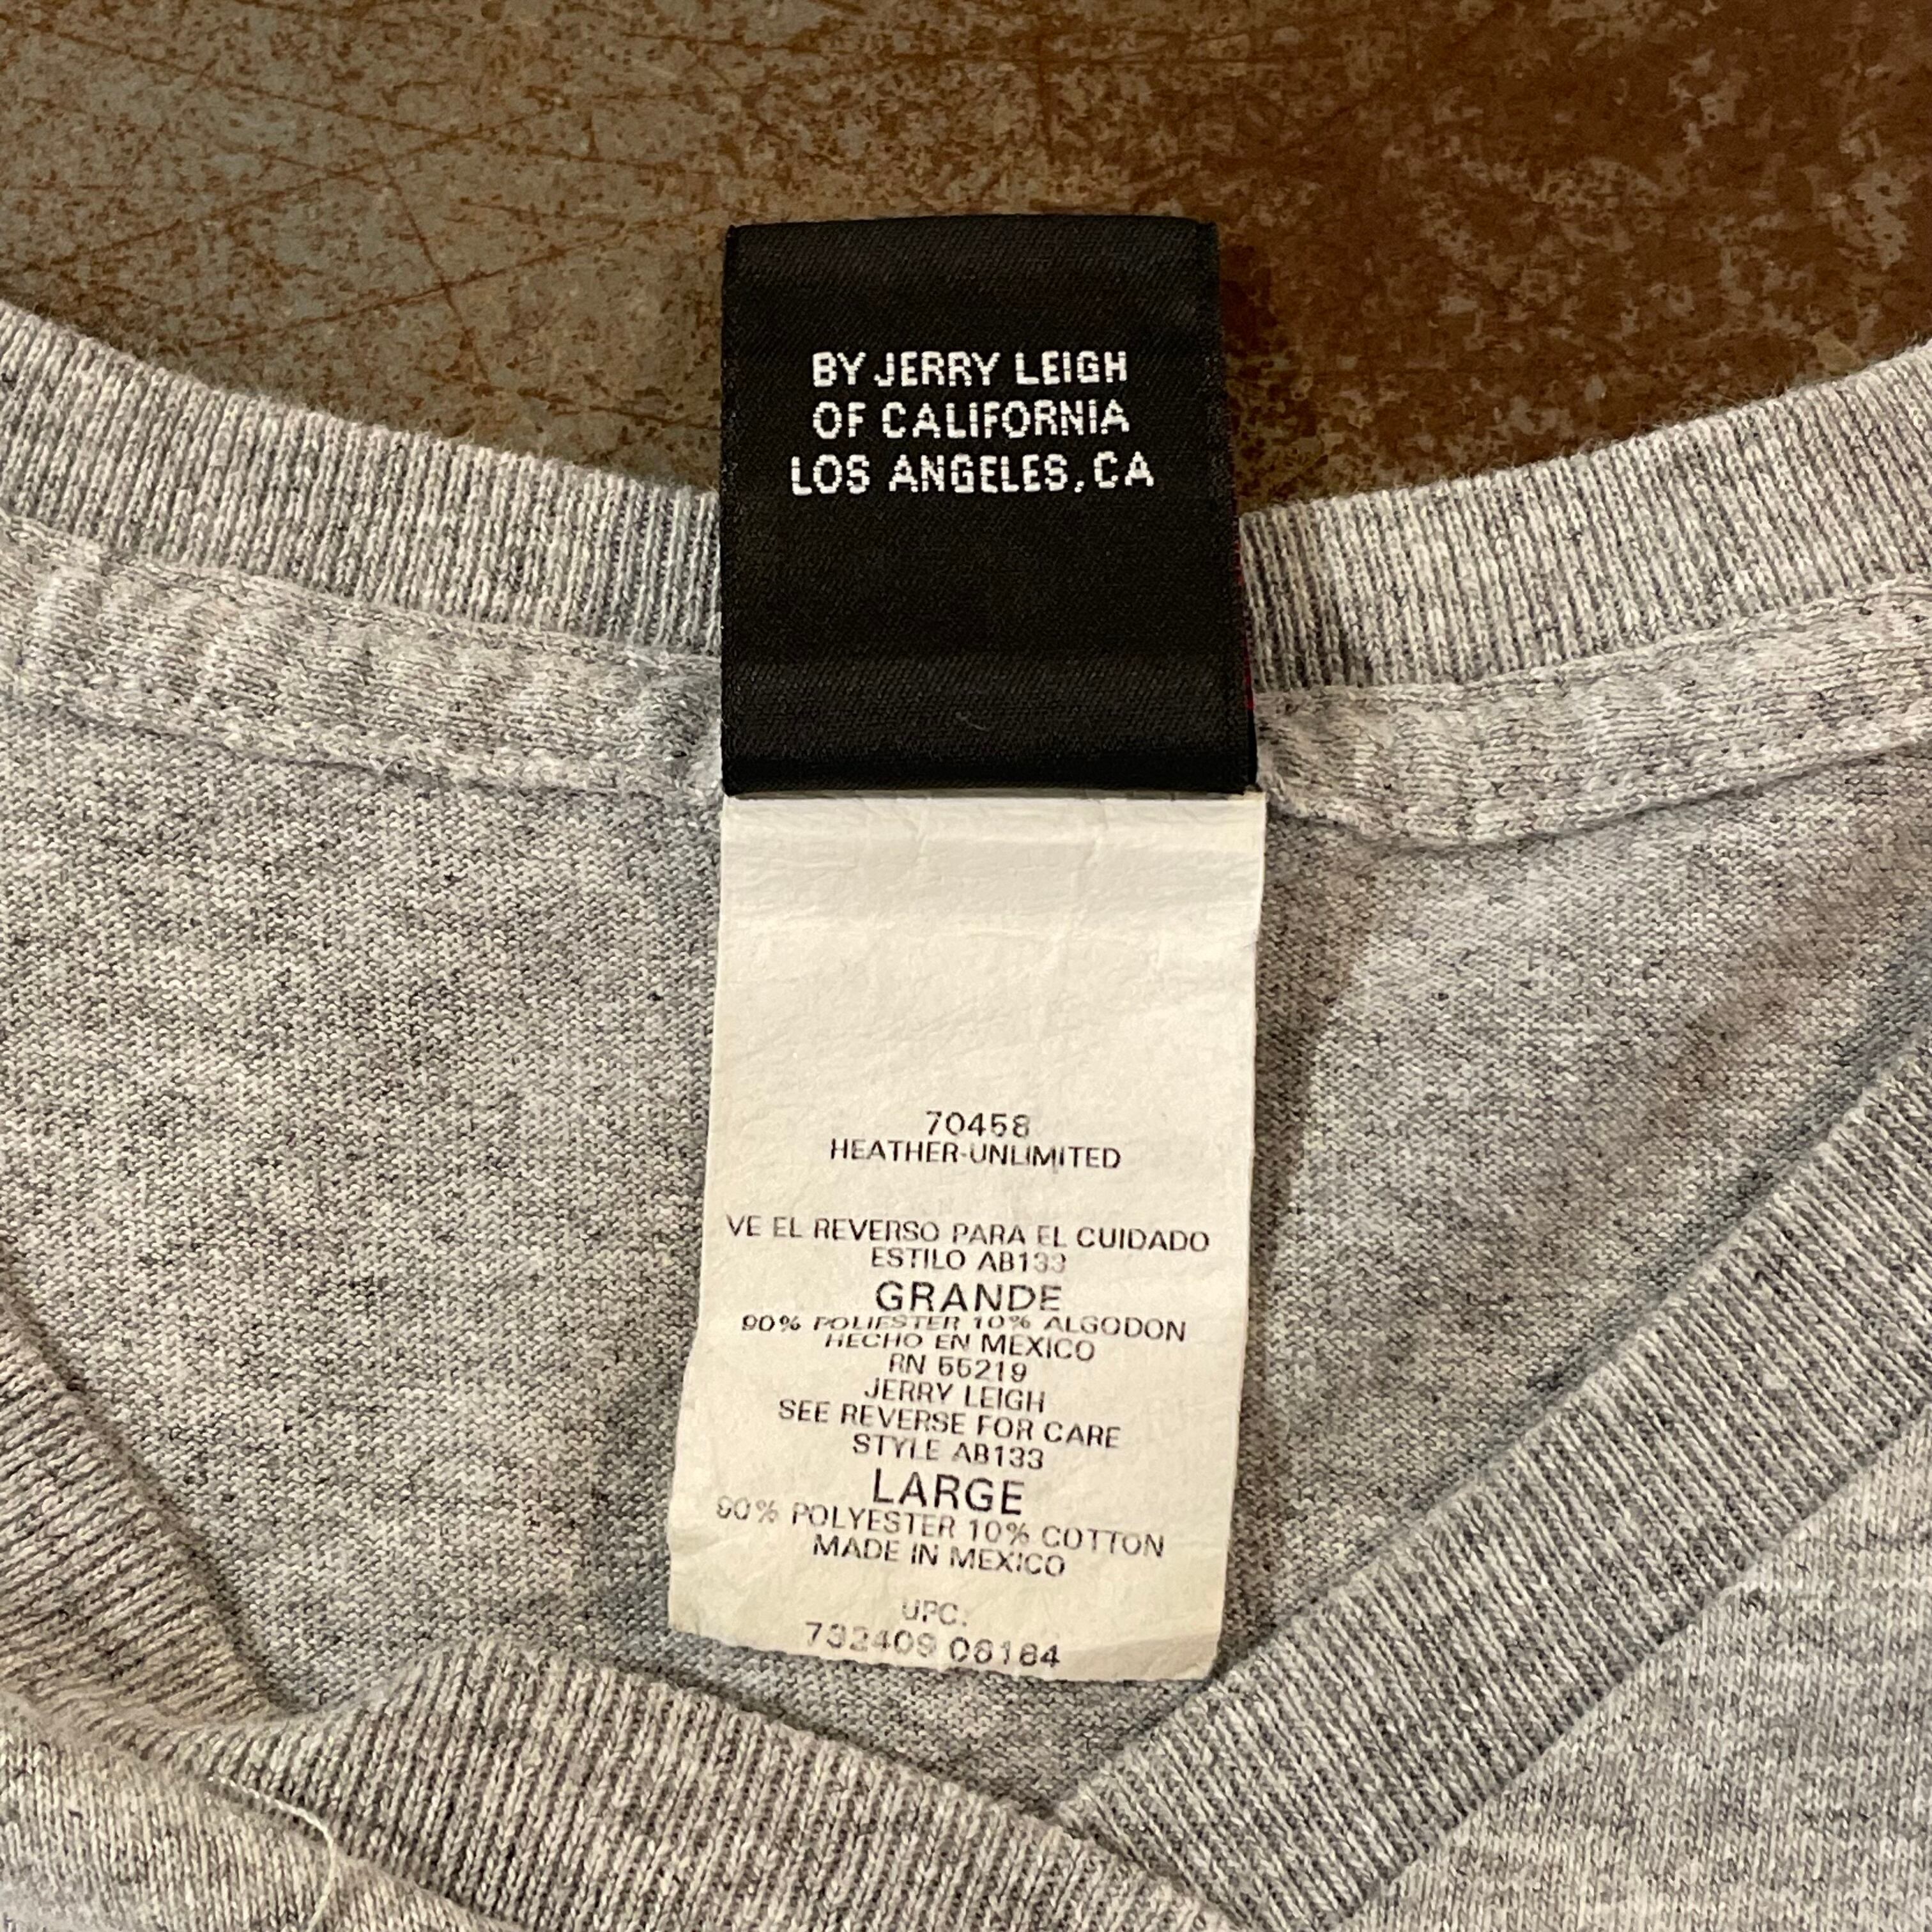 BY JERRY LEIGH
OF CALIFORNIA
LOS ANGELES, CA
70458
HEATHER-UNLIMITED
VE EL REVERSO PARA EL CUIDADO
ESTILO AB133
GRANDE
90% POLIESTER 10% ALGODON
HECHO EN MEXICO
RN 55219
JERRY LEIGH
SEE REVERSE FOR CARE
STYLE AB133
LARGE
90% POLYESTER 10% COTTON
MADE IN MEXICO
UPC.
732409 08184